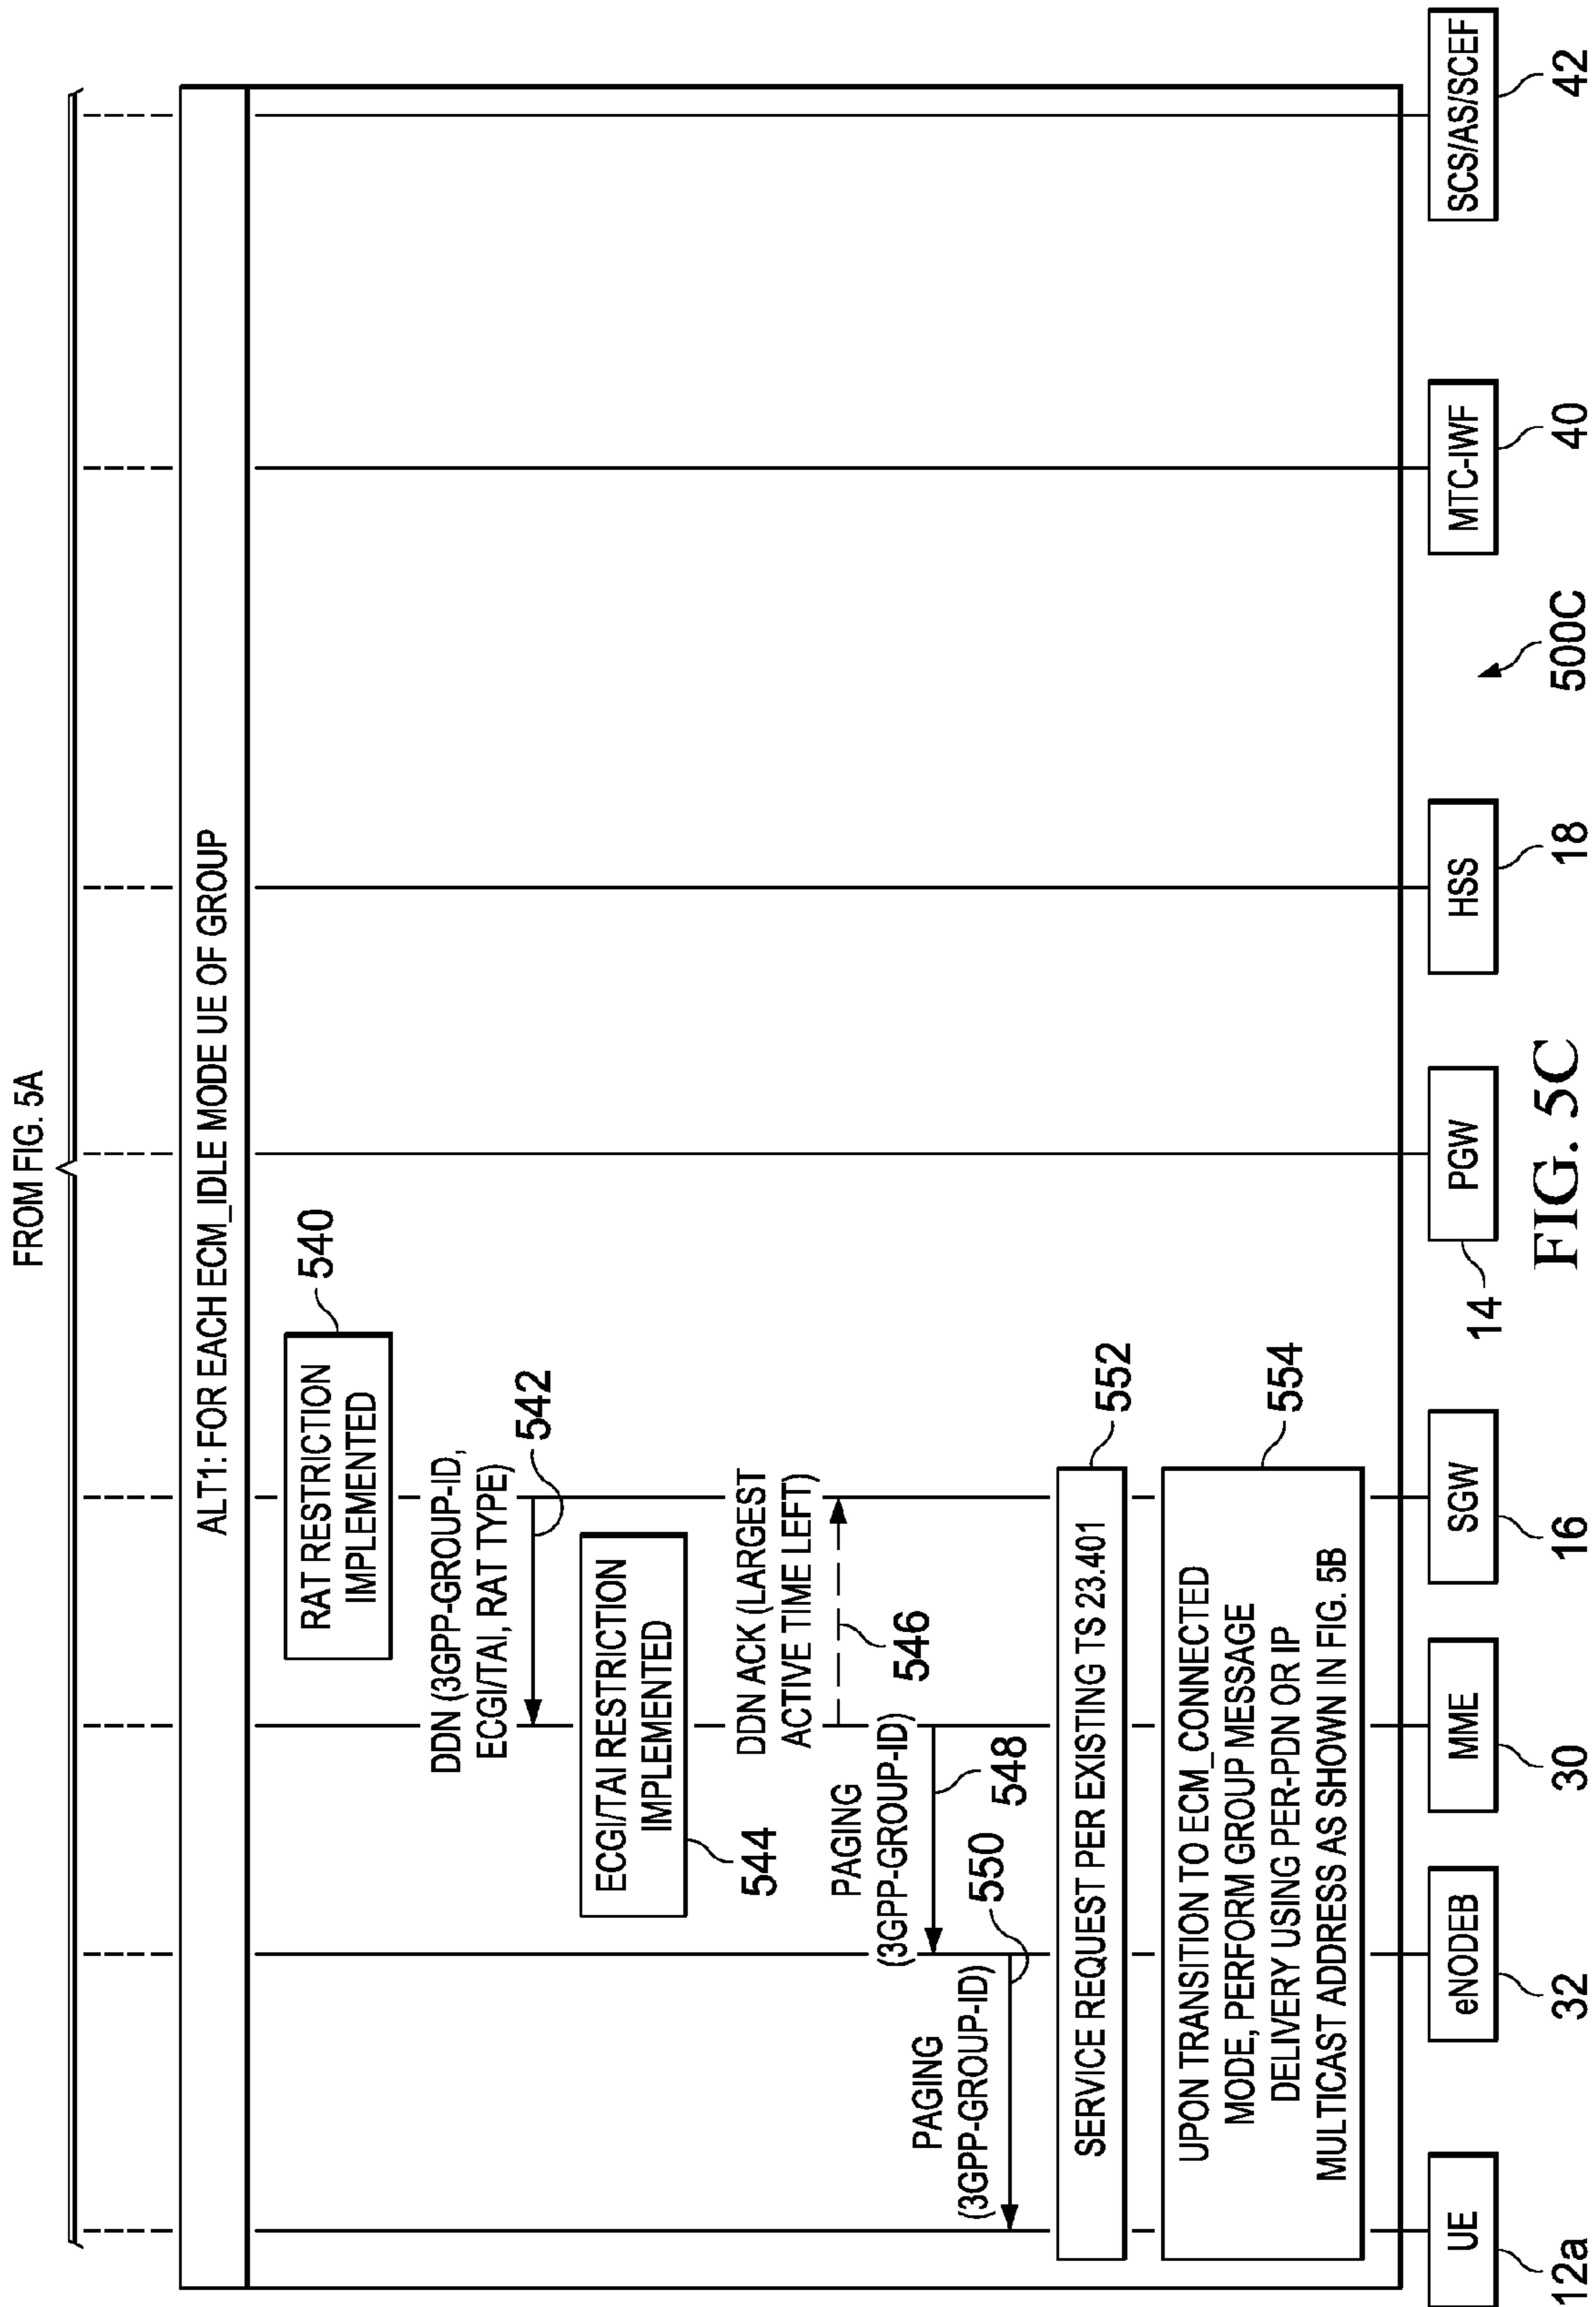 FROM FIG. 5A
ALT1: FOR EACH ECM_IDLE MODE UE OF GROUP
RAT RESTRICTION
IMPLEMENTED
540
DDN (3GPP-GROUP-ID,
ECGI/TAI, RAT TYPE)
542
ECGI/TAI RESTRICTION
IMPLEMENTED
544
DDN ACK (LARGEST
ACTIVE TIME LEFT)
546
PAGING
(3GPP-GROUP-ID)
548
PAGING
(3GPP-GROUP-ID)
550
SERVICE REQUEST PER EXISTING TS 23.401
552
UPON TRANSITION TO ECM_CONNECTED
MODE, PERFORM GROUP MESSAGE
DELIVERY USING PER-PDN OR IP
MULTICAST ADDRESS AS SHOWN IN FIG. 5B
554
UE
eNODEB
MME
SGW
PGW
HSS
MTC-IWF
SCS/AS/SCEF
12a
32
30
16
14
18
500C
40
42
FIG. 5C